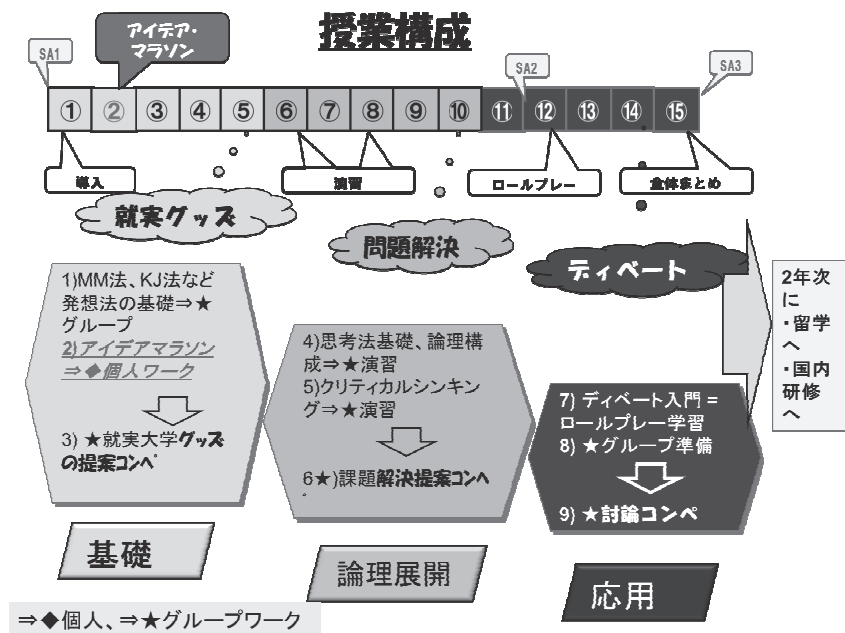 授業構成
アイデア・
マラソン
SA1
SA2
SA3
① ② ③ ④ ⑤ ⑥ ⑦ ⑧ ⑨ ⑩ ⑪ ⑫ ⑬ ⑭ ⑮
導入
演習
ロールプレー
全体まとめ
就実グッズ
問題解決
ディベート
1)MM法、KJ法など
発想法の基礎⇒★
グループ
2)アイデアマラソン
⇒◆個人ワーク
3) ★就実大学グッズ
の提案コンペ
4)思考法基礎、論理構
成⇒★演習
5)クリティカルシンキン
グ⇒★演習
6★)課題解決提案コンペ
7) ディベート入門 =
ロールプレー学習
8) ★グループ準備
9) ★討論コンペ
2年次
に
・留学
へ
・国内
研修
へ
基礎
論理展開
応用
⇒◆個人、⇒★グループワーク